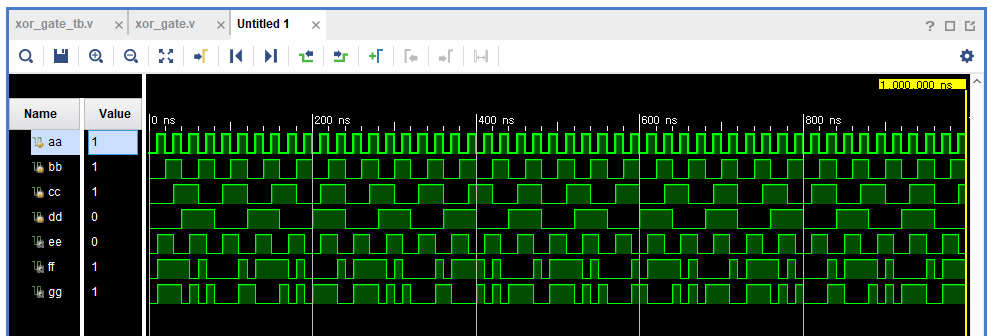 xor_gate_tb.v × xor_gate.v × Untitled 1 × ?
1,000.000 ns
Name Value
0 ns 200 ns 400 ns 600 ns 800 ns
aa 1
bb 1
cc 1
dd 0
ee 0
ff 1
gg 1